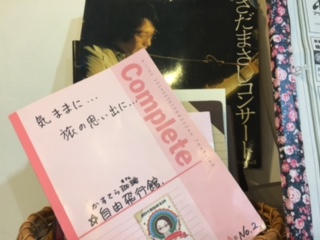 さだまさしコンサート
Complete
気ままに…
旅の思い出に…
かすてら珈琲
☆自由飛行館
No.2